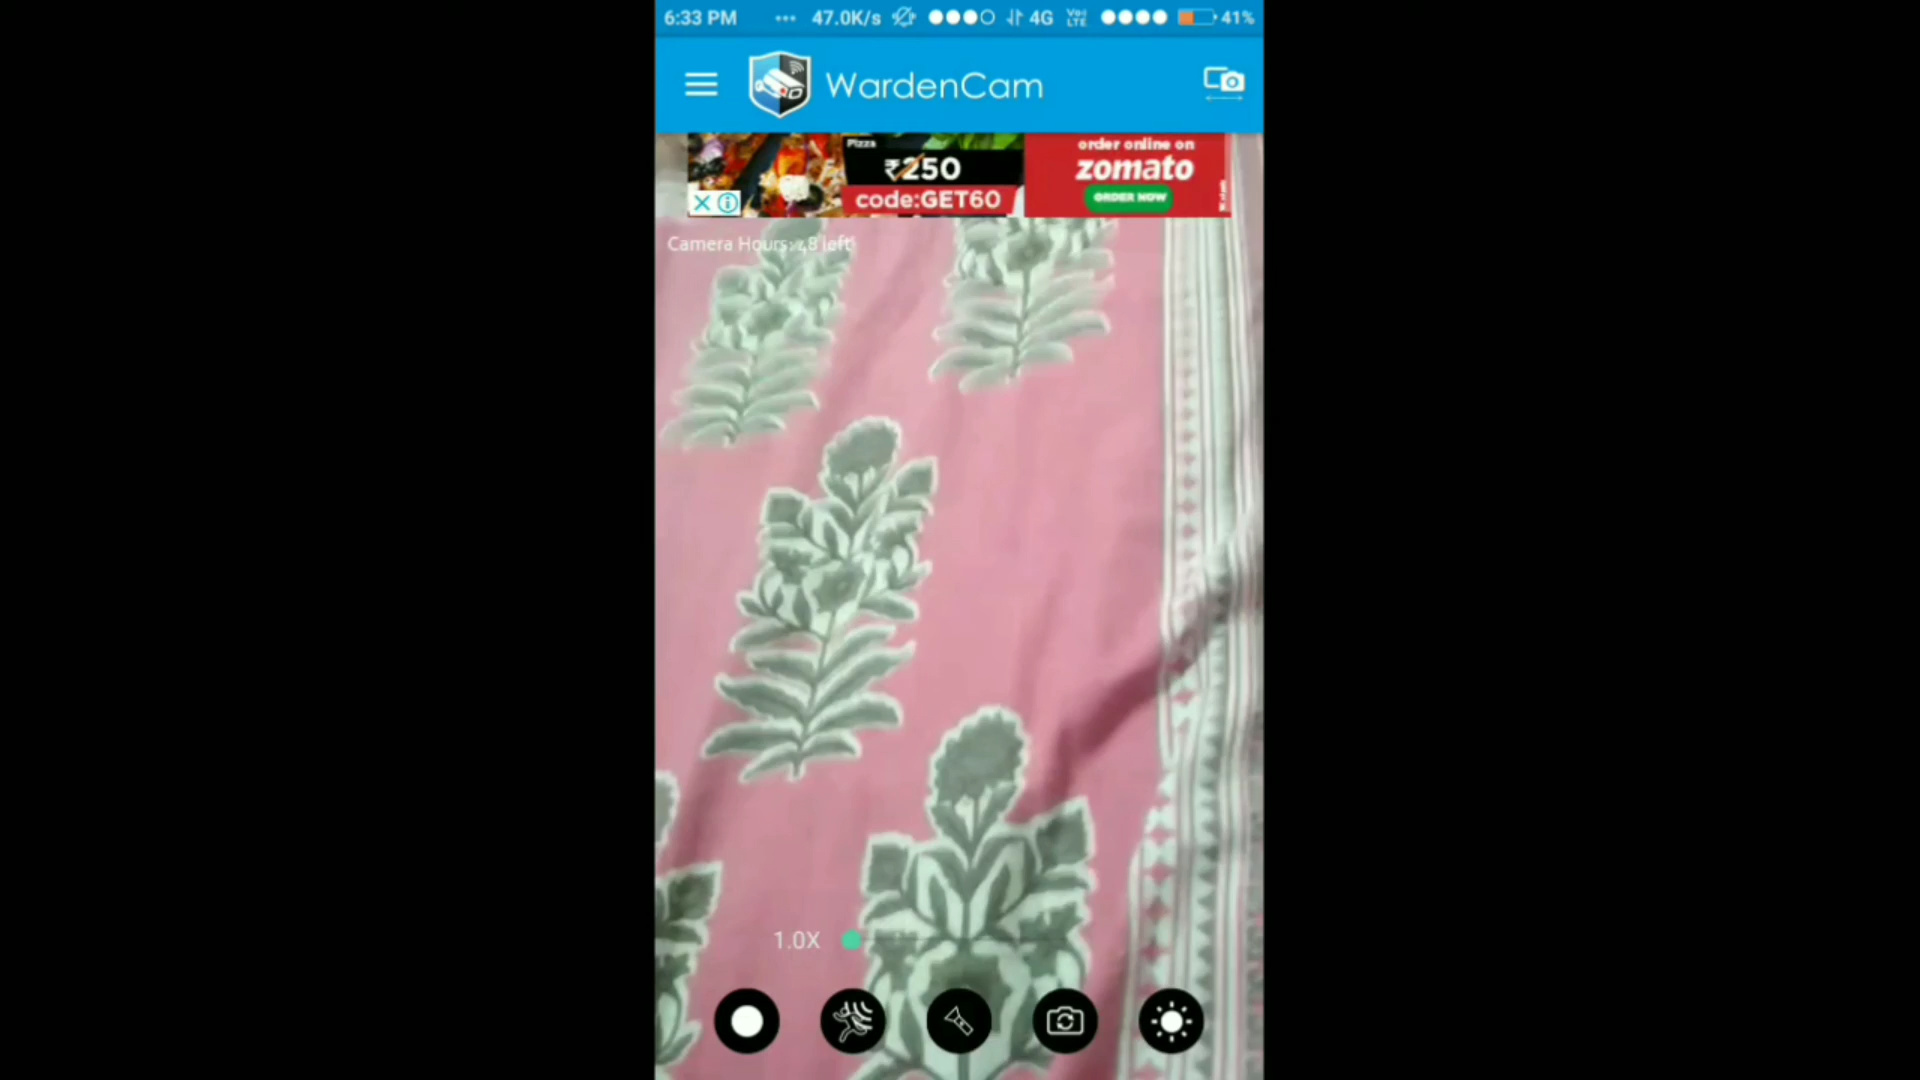 6:33 PM ... 47.0K/s 4G VoLTE 41%
WardenCam
Pizza
₹250
code:GET60
order online on
zomato
ORDER NOW
Camera Hours: 48 left
1.0X